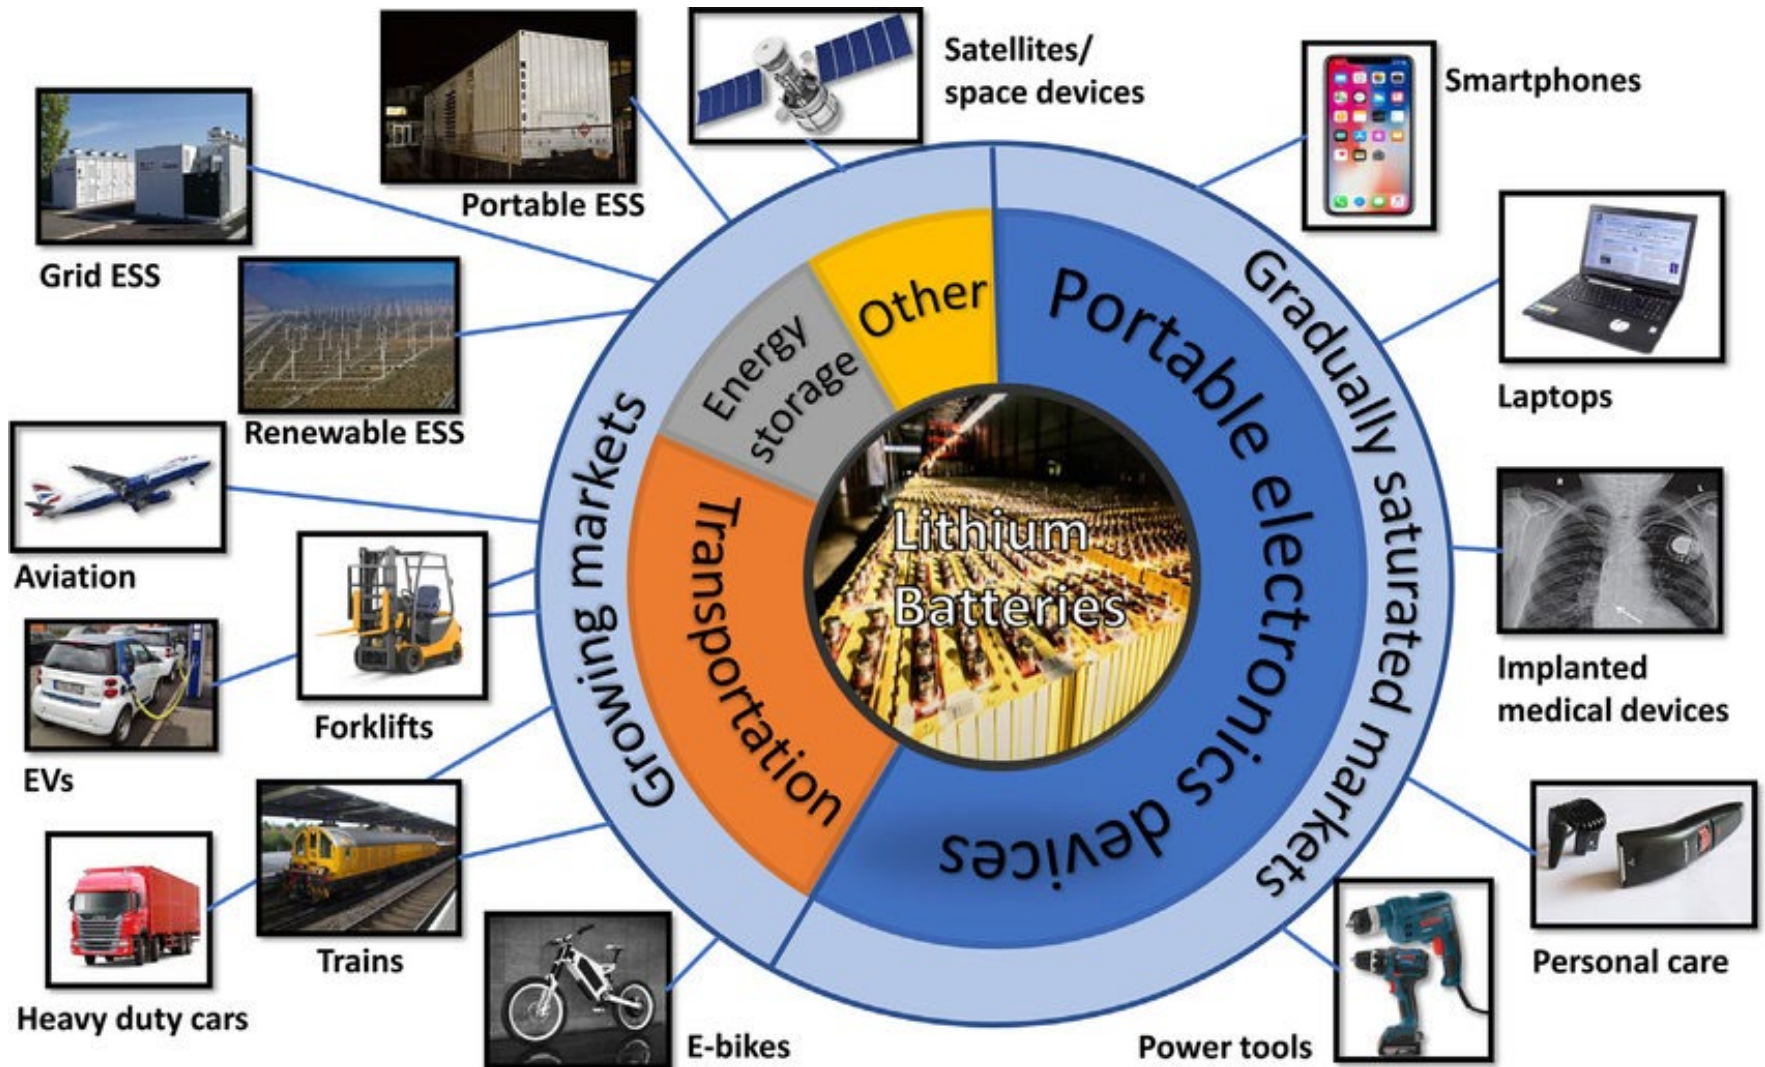 Satellites/
space devices
Smartphones
Portable ESS
Grid ESS
Renewable ESS
Laptops
Aviation
Forklifts
EVs
Implanted
medical devices
Trains
Heavy duty cars
E-bikes
Power tools
Personal care
Growing markets
Gradually saturated markets
Other
Energy
storage
Transportation
Portable electronics devices
Lithium
Batteries